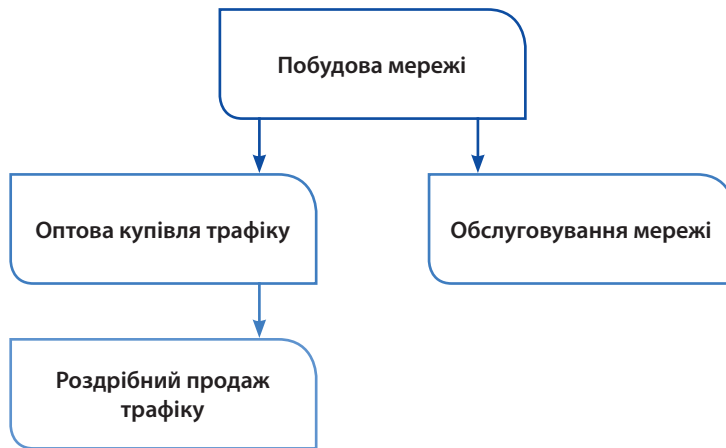 Побудова мережі
Оптова купівля трафіку
Обслуговування мережі
Роздрібний продаж
трафіку